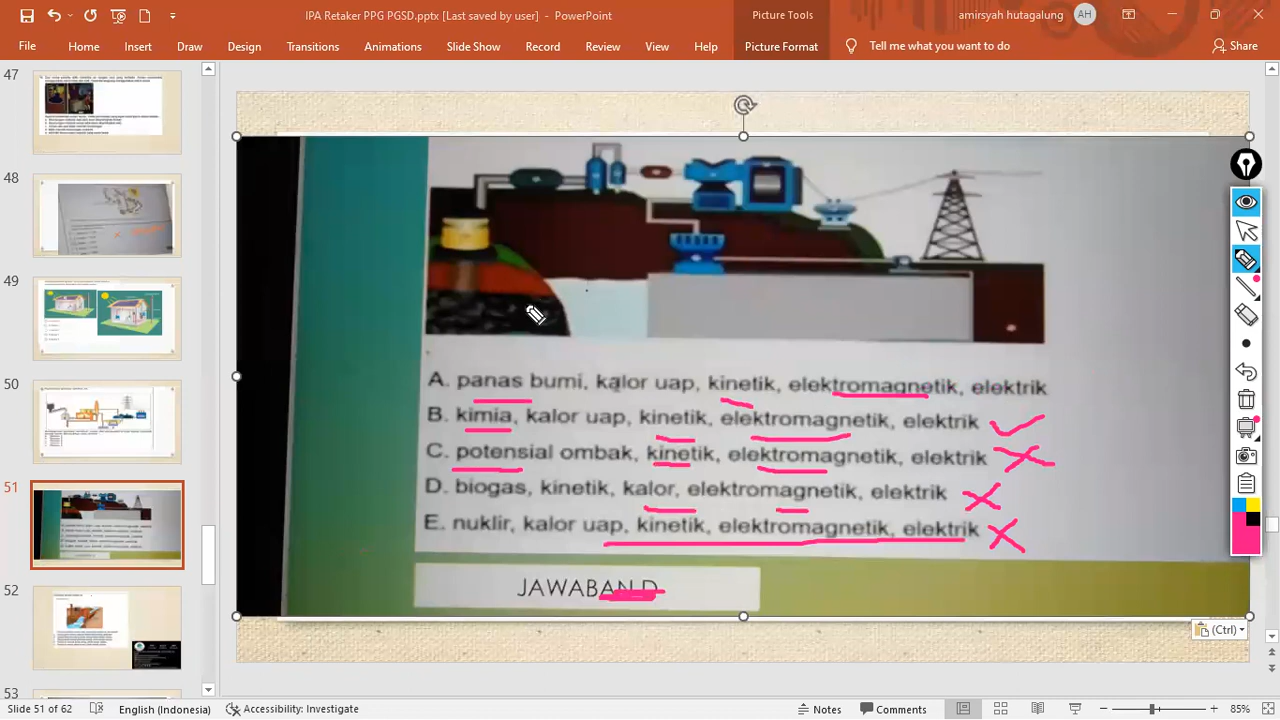 IPA Retaker PPG PGSD.pptx [Last saved by user] - PowerPoint
Picture Tools
amirsyah hutagalung
AH
File
Home
Insert
Draw
Design
Transitions
Animations
Slide Show
Record
Review
View
Help
Picture Format
Tell me what you want to do
Share
47
48
49
50
51
52
53
A. panas bumi, kalor uap, kinetik, elektromagnetik, elektrik
B. kimia kalor uap, kinetik, elektromagnetik, elektrik
C. potensial ombak, kinetik, elektromagnetik, elektrik
D. biogas, kinetik, kalor, elektromagnetik, elektrik
E. nuklir, kalor uap, kinetik, elektromagnetik, elektrik
JAWABAN D
(Ctrl)
Slide 51 of 62
English (Indonesia)
Accessibility: Investigate
Notes
Comments
85%